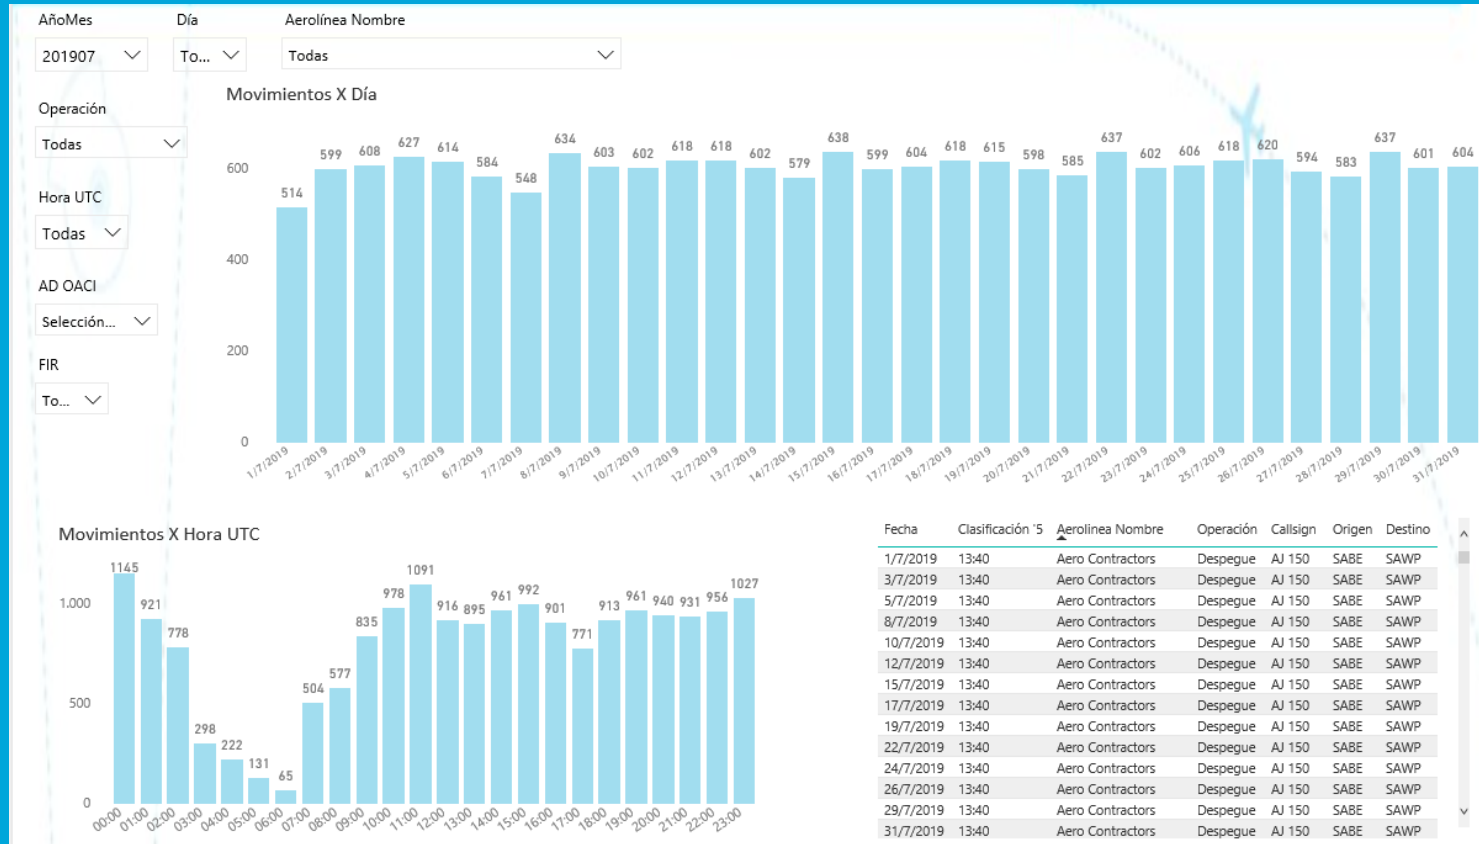 AñoMes Día Aerolínea Nombre
201907 To... Todas
Operación
Todas
Hora UTC
Todas
AD OACI
Selección...
FIR
To...
Movimientos X Día
514 599 608 627 614 584 548 634 603 602 618 618 602 579 638 599 604 618 615 598 585 637 602 606 618 620 594 583 637 601 604
600
400
200
0
1/7/2019 2/7/2019 3/7/2019 4/7/2019 5/7/2019 6/7/2019 7/7/2019 8/7/2019 9/7/2019 10/7/2019 11/7/2019 12/7/2019 13/7/2019 14/7/2019 15/7/2019 16/7/2019 17/7/2019 18/7/2019 19/7/2019 20/7/2019 21/7/2019 22/7/2019 23/7/2019 24/7/2019 25/7/2019 26/7/2019 27/7/2019 28/7/2019 29/7/2019 30/7/2019 31/7/2019
Movimientos X Hora UTC
1145 921 778 298 222 131 65 504 577 835 978 1091 916 895 961 992 901 771 913 961 940 931 956 1027
1.000
500
0
00:00 01:00 02:00 03:00 04:00 05:00 06:00 07:00 08:00 09:00 10:00 11:00 12:00 13:00 14:00 15:00 16:00 17:00 18:00 19:00 20:00 21:00 22:00 23:00
Fecha Clasificación ´5 Aerolinea Nombre Operación Callsign Origen Destino
1/7/2019 13:40 Aero Contractors Despegue AJ 150 SABE SAWP
3/7/2019 13:40 Aero Contractors Despegue AJ 150 SABE SAWP
5/7/2019 13:40 Aero Contractors Despegue AJ 150 SABE SAWP
8/7/2019 13:40 Aero Contractors Despegue AJ 150 SABE SAWP
10/7/2019 13:40 Aero Contractors Despegue AJ 150 SABE SAWP
12/7/2019 13:40 Aero Contractors Despegue AJ 150 SABE SAWP
15/7/2019 13:40 Aero Contractors Despegue AJ 150 SABE SAWP
17/7/2019 13:40 Aero Contractors Despegue AJ 150 SABE SAWP
19/7/2019 13:40 Aero Contractors Despegue AJ 150 SABE SAWP
22/7/2019 13:40 Aero Contractors Despegue AJ 150 SABE SAWP
24/7/2019 13:40 Aero Contractors Despegue AJ 150 SABE SAWP
26/7/2019 13:40 Aero Contractors Despegue AJ 150 SABE SAWP
29/7/2019 13:40 Aero Contractors Despegue AJ 150 SABE SAWP
31/7/2019 13:40 Aero Contractors Despegue AJ 150 SABE SAWP